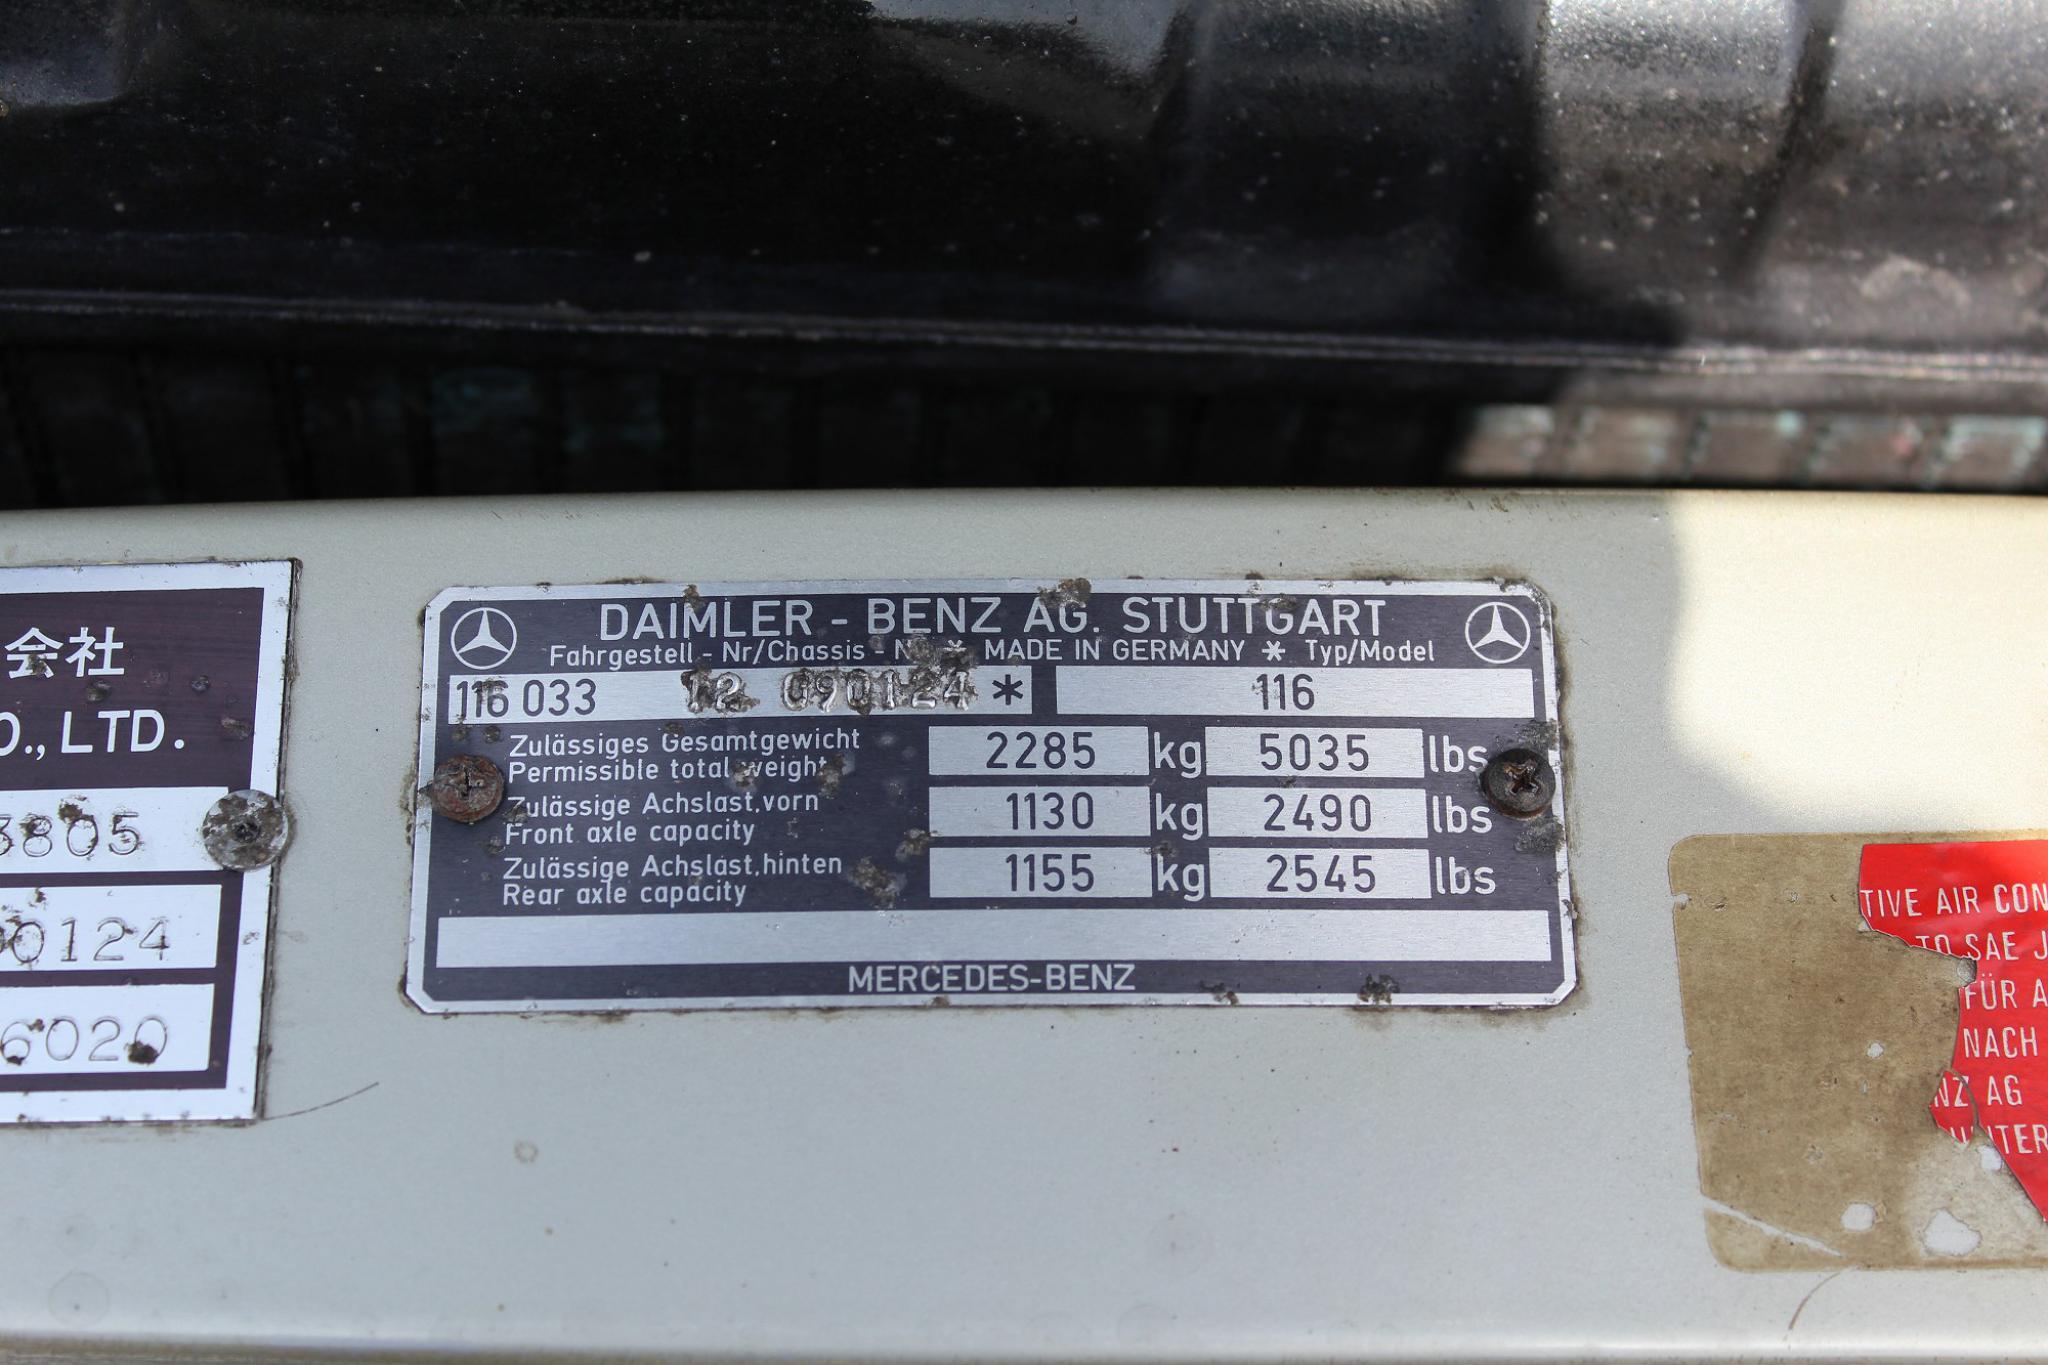 会社
O., LTD.
3805
90124
6020
DAIMLER - BENZ AG. STUTTGART
Fahrgestell - Nr/Chassis - * MADE IN GERMANY * Typ/Model
116 033 12 090124 * 116
Zulässiges Gesamtgewicht
Permissible total weight 2285 kg 5035 lbs
Zulässige Achslast, vorn
Front axle capacity 1130 kg 2490 lbs
Zulässige Achslast, hinten
Rear axle capacity 1155 kg 2545 lbs
MERCEDES-BENZ
TIVE AIR CON
TO SAE J
FÜR A
NACH
NZ AG
UNTER